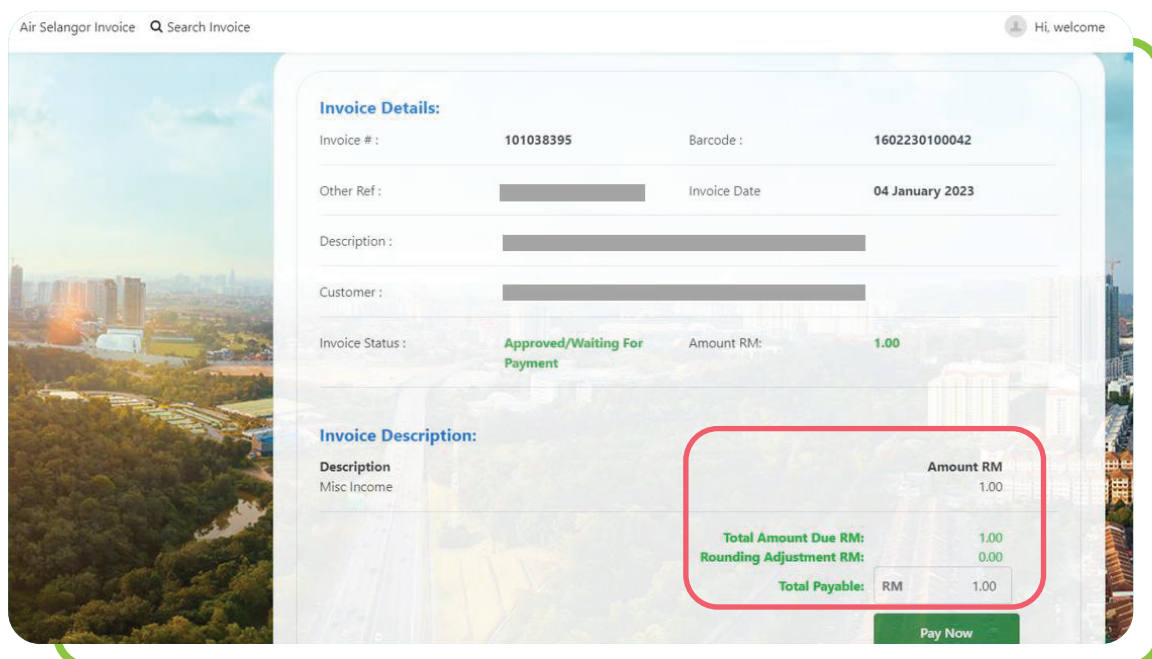 Air Selangor Invoice Search Invoice Hi, welcome
Invoice Details:
Invoice # : 101038395 Barcode : 1602230100042
Other Ref : Invoice Date 04 January 2023
Description :
Customer :
Invoice Status : Approved/Waiting For Payment Amount RM: 1.00
Invoice Description:
Description Amount RM
Misc Income 1.00
Total Amount Due RM: 1.00
Rounding Adjustment RM: 0.00
Total Payable: RM 1.00
Pay Now